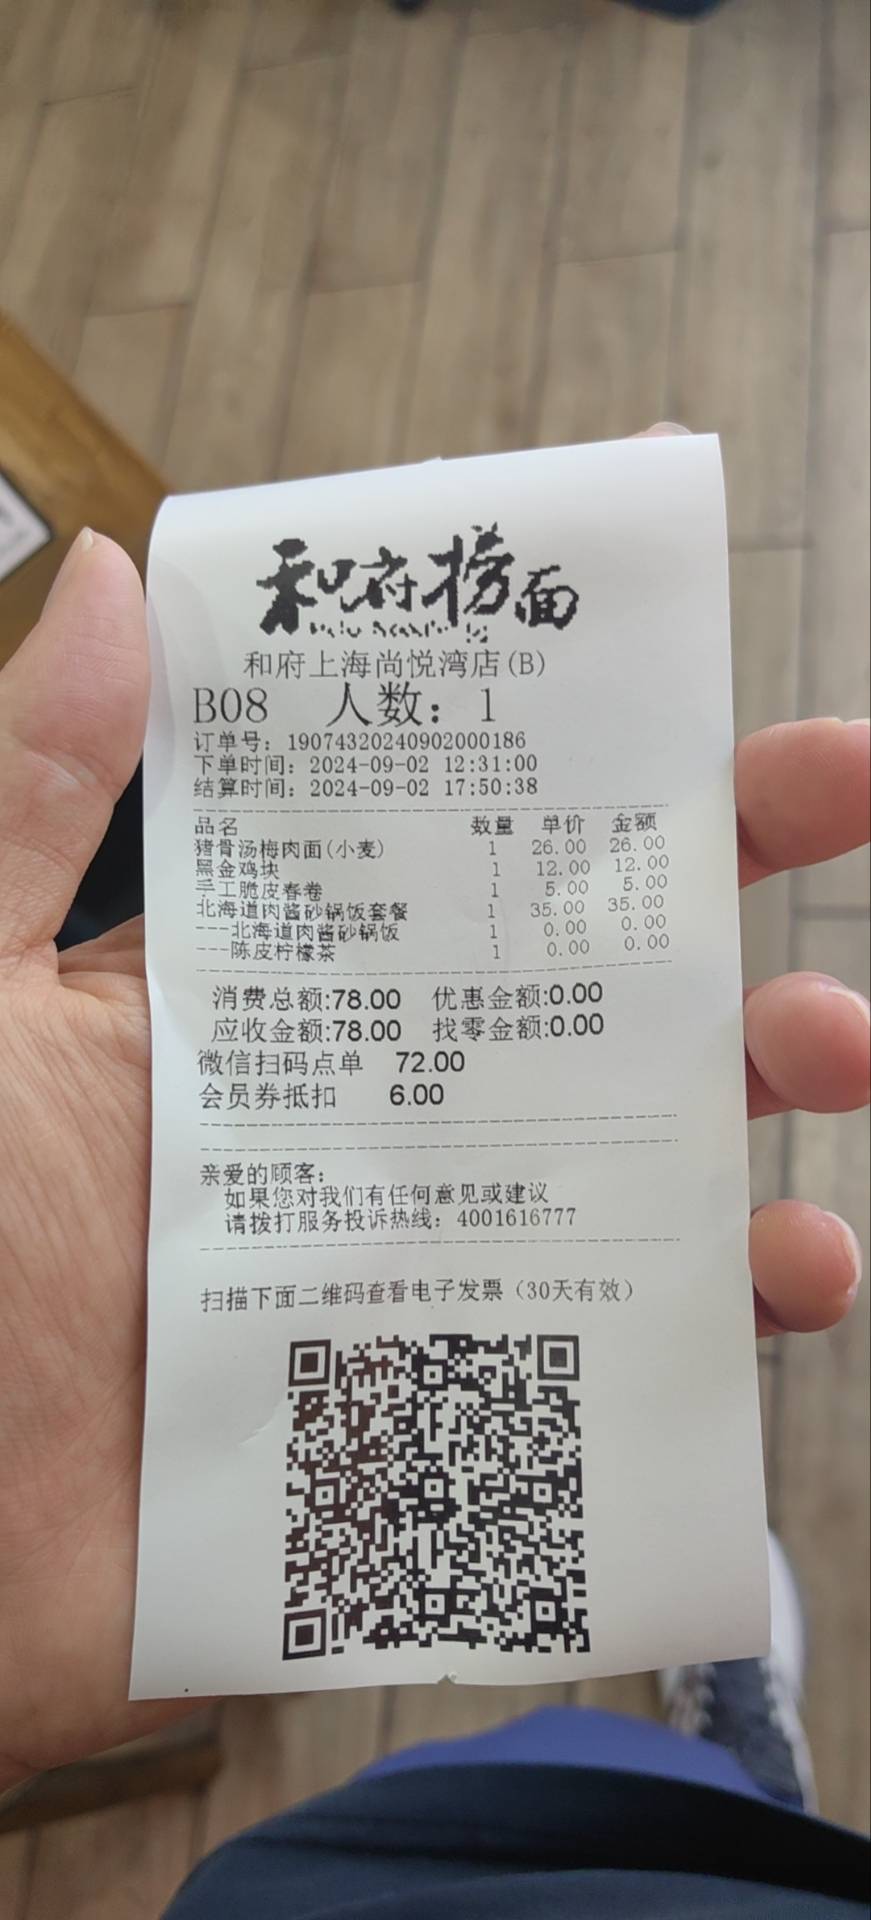 和府捞面
和府上海尚悦湾店(B)
B08 人数: 1
订单号: 19074320240902000186
下单时间: 2024-09-02 12:31:00
结算时间: 2024-09-02 17:50:38
品名 数量 单价 金额
猪骨汤梅肉面(小麦) 1 26.00 26.00
黑金鸡块 1 12.00 12.00
手工脆皮春卷 1 5.00 5.00
北海道肉酱砂锅饭套餐 1 35.00 35.00
---北海道肉酱砂锅饭 1 0.00 0.00
---陈皮柠檬茶 1 0.00 0.00
消费总额:78.00 优惠金额:0.00
应收金额:78.00 找零金额:0.00
微信扫码点单 72.00
会员券抵扣 6.00
亲爱的顾客:
如果您对我们有任何意见或建议
请拨打服务投诉热线: 4001616777
扫描下面二维码查看电子发票（30天有效）